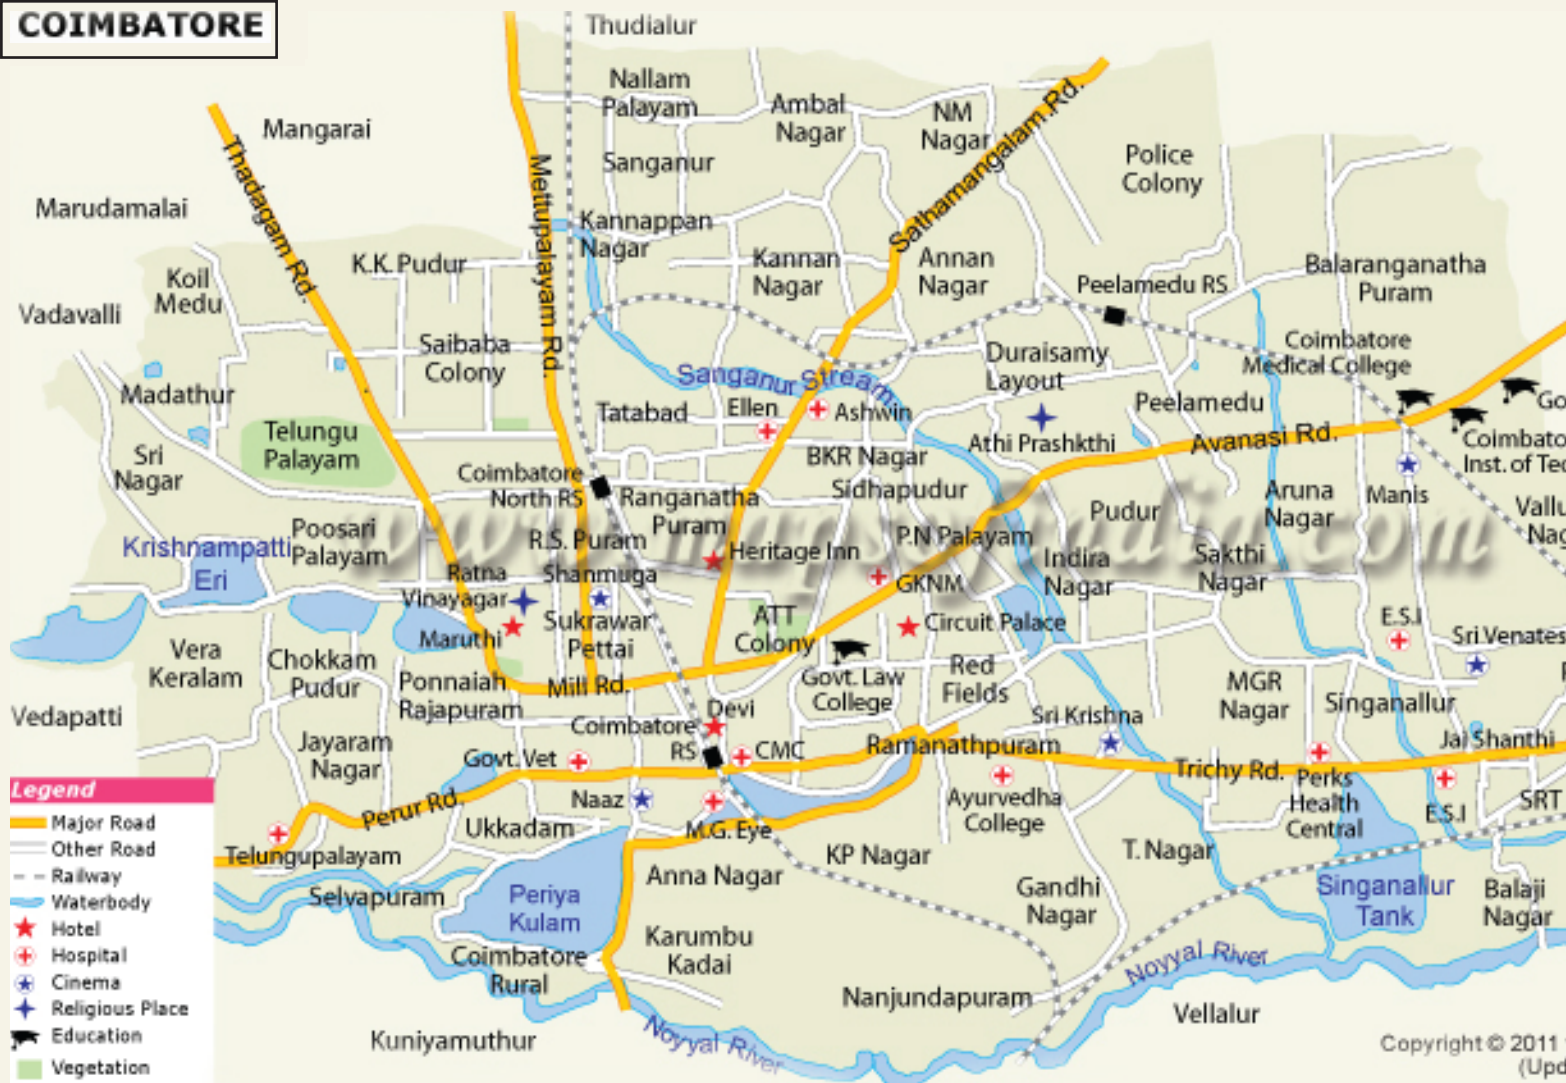 COIMBATORE
Thudialur
Nallam
Palayam
Ambal
Nagar
NM
Nagar
Sathamangalam Rd.
Mangarai
Thadagam Rd.
Mettupalayam Rd.
Sanganur
Police
Colony
Marudamalai
Kannappan
Nagar
K.K. Pudur
Koil
Medu
Kannan
Nagar
Annan
Nagar
Peelamedu RS
Balaranganatha
Puram
Vadavalli
Saibaba
Colony
Duraisamy
Layout
Coimbatore
Medical College
Sanganur Stream
Madathur
Tatabad
Ellen
Ashwin
Peelamedu
Go
Telungu
Palayam
Athi Prashkthi
Avanasi Rd.
Coimbato
Inst. of Tec
Sri
Nagar
Coimbatore
North RS
BKR Nagar
Sidhapudur
Ranganatha
Puram
Pudur
Aruna
Nagar
Manis
Vallu
Nag
www.mapsofindia.com
Krishnampatti
Eri
Poosari
Palayam
R.S. Puram
Heritage Inn
P.N Palayam
Indira
Nagar
Sakthi
Nagar
Ratna
Vinayagar
Shanmuga
GKNM
Maruthi
Sukrawar
Pettai
ATT
Colony
Circuit Palace
E.S.I
Sri Venates
Vera
Keralam
Chokkam
Pudur
Ponnaiah
Rajapuram
Mill Rd.
Govt. Law
College
Red
Fields
MGR
Nagar
Singanallur
Vedapatti
Devi
Coimbatore
RS
Sri Krishna
Jayaram
Nagar
Govt. Vet
CMC
Ramanathpuram
Jai Shanthi
Trichy Rd.
Perks
Health
Central
Legend
Major Road
Other Road
Railway
Waterbody
Hotel
Hospital
Cinema
Religious Place
Education
Vegetation
Perur Rd.
Naaz
Ayurvedha
College
E.S.I
SRT
Ukkadam
M.G. Eye
Telungupalayam
KP Nagar
T. Nagar
Selvapuram
Anna Nagar
Periya
Kulam
Gandhi
Nagar
Singanallur
Tank
Balaji
Nagar
Coimbatore
Rural
Karumbu
Kadai
Noyyal River
Nanjundapuram
Vellalur
Kuniyamuthur
Noyyal River
Copyright © 2011
(Upd